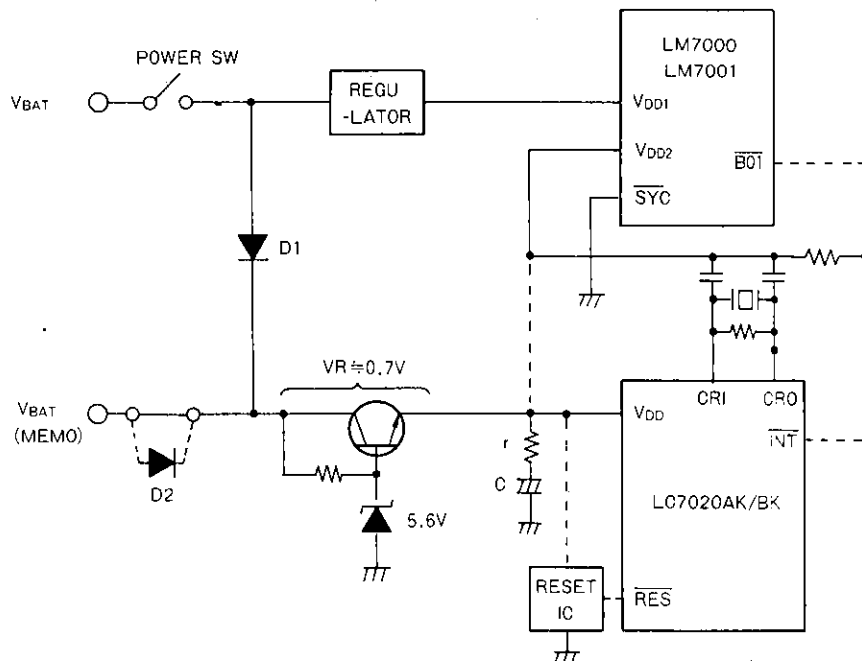 POWER SW
VBAT
REGU
-LATOR
LM7000
LM7001
VDD1
VDD2
BO1
SYC
D1
VR≒0.7V
VBAT
(MEMO)
D2
5.6V
r
C
CRI CRO
VDD
INT
LC7020AK/BK
RES
RESET
IC